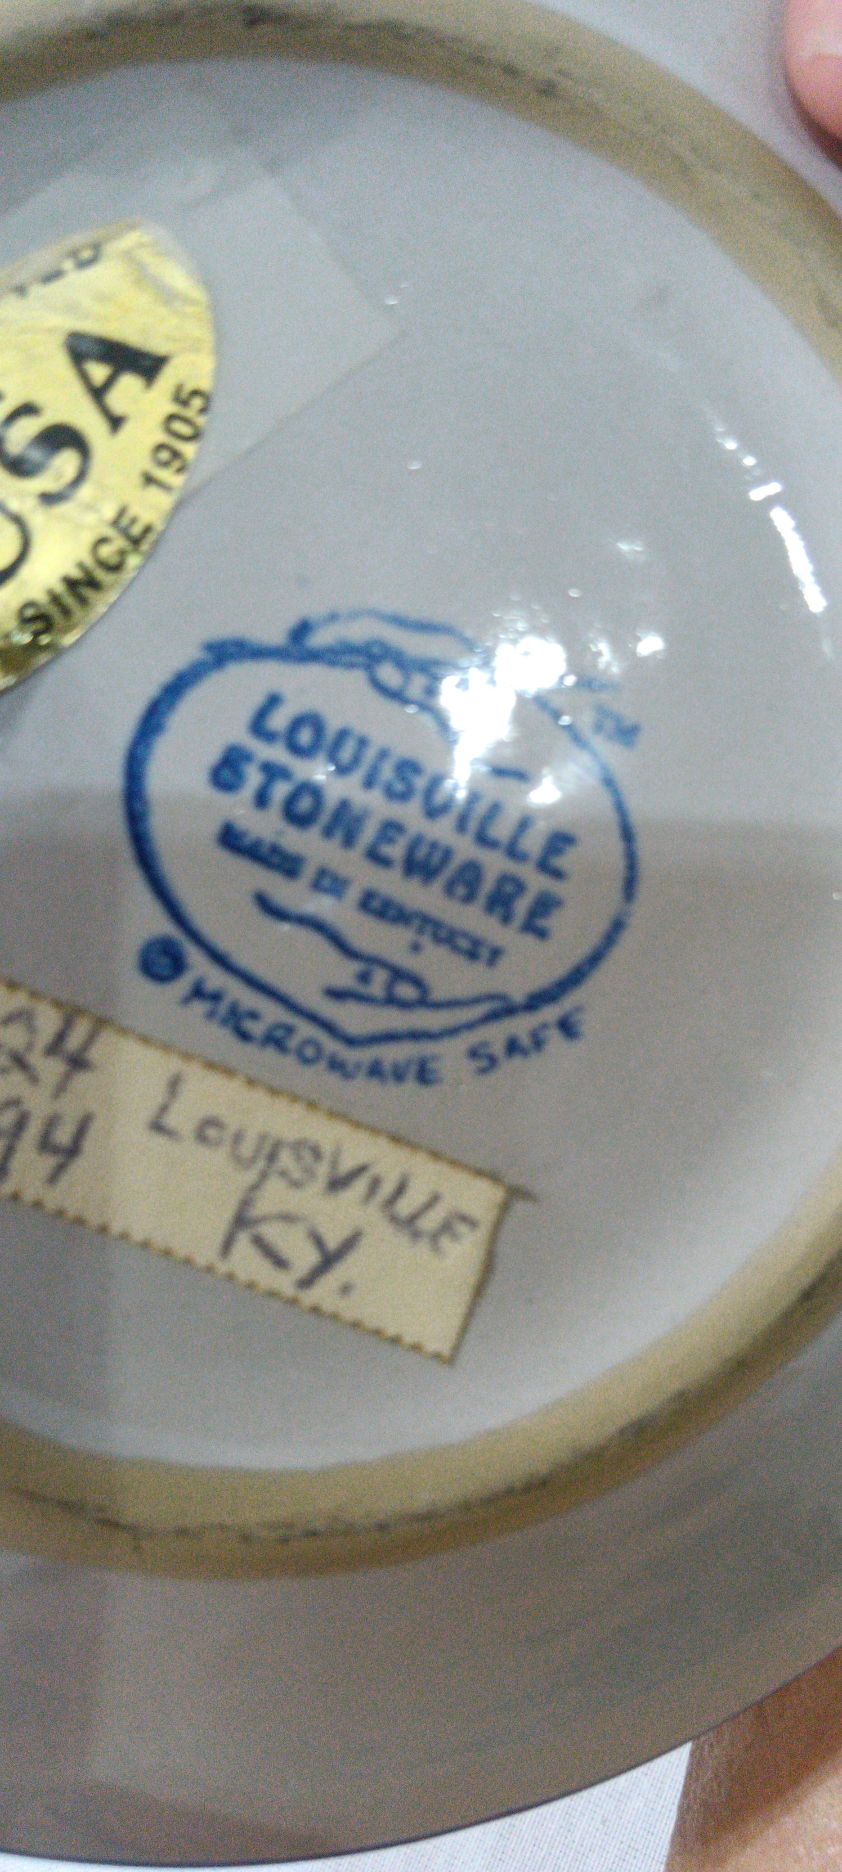 USA
SINCE 1905
TM
LOUISVILLE
STONEWARE
MADE IN KENTUCKY
© MICROWAVE SAFE
24 LOUISVILLE
94 KY.